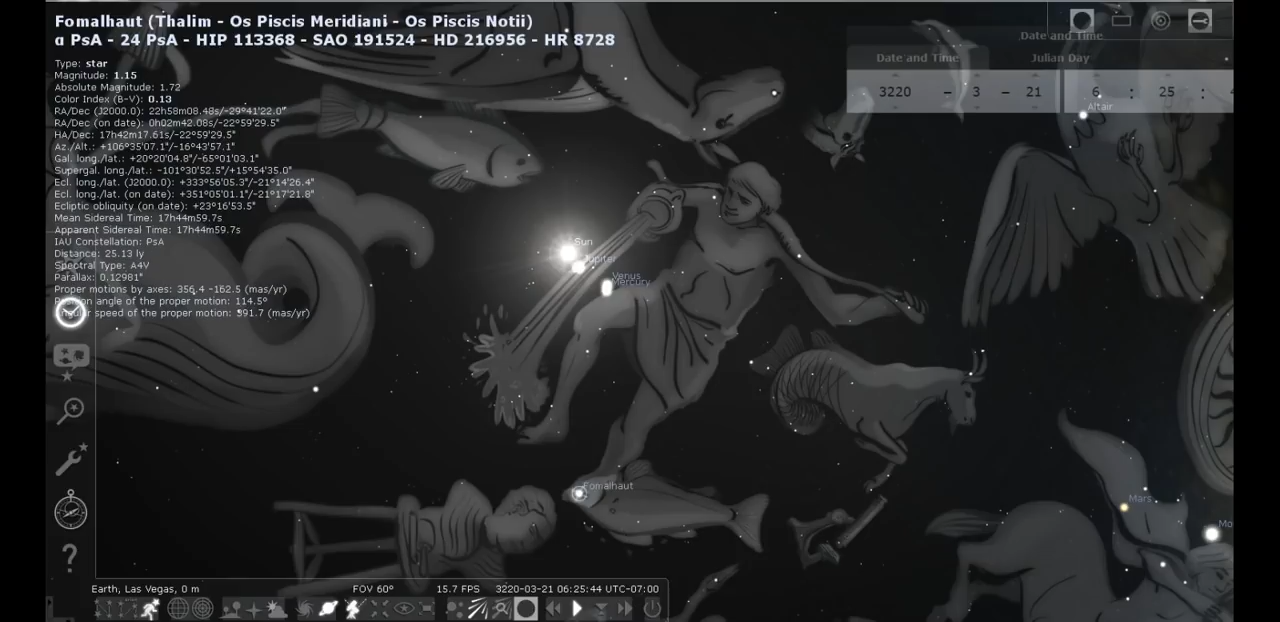 Fomalhaut (Thalim - Os Piscis Meridiani - Os Piscis Notii)
α PsA - 24 PsA - HIP 113368 - SAO 191524 - HD 216956 - HR 8728
Type: star
Magnitude: 1.15
Absolute Magnitude: 1.72
Color Index (B-V): 0.13
RA/Dec (J2000.0): 22h58m08.48s/-29°41'22.0"
RA/Dec (on date): 0h02m42.08s/-22°59'29.5"
HA/Dec: 17h42m17.61s/-22°59'29.5"
Az./Alt.: +106°35'07.1"/-16°43'57.1"
Gal. long./lat.: +20°20'04.8"/-65°01'03.1"
Supergal. long./lat.: -101°30'52.5"/+15°54'35.0"
Ecl. long./lat. (J2000.0): +333°56'05.3"/-21°14'26.4"
Ecl. long./lat. (on date): +351°05'01.1"/-21°17'21.8"
Ecliptic obliquity (on date): +23°16'53.5"
Mean Sidereal Time: 17h44m59.7s
Apparent Sidereal Time: 17h44m59.7s
IAU Constellation: PsA
Distance: 25.13 ly
Spectral Type: A4V
Parallax: 0.12981"
Proper motions by axes: 356.4 -162.5 (mas/yr)
Position angle of the proper motion: 114.5°
Angular speed of the proper motion: 391.7 (mas/yr)
Date and Time
Date and Time Julian Day
3220 - 3 - 21 6 : 25 : 4
Altair
Sun
Jupiter
Venus
Mercury
Fomalhaut
Mars
Mo
Earth, Las Vegas, 0 m FOV 60° 15.7 FPS 3220-03-21 06:25:44 UTC-07:00